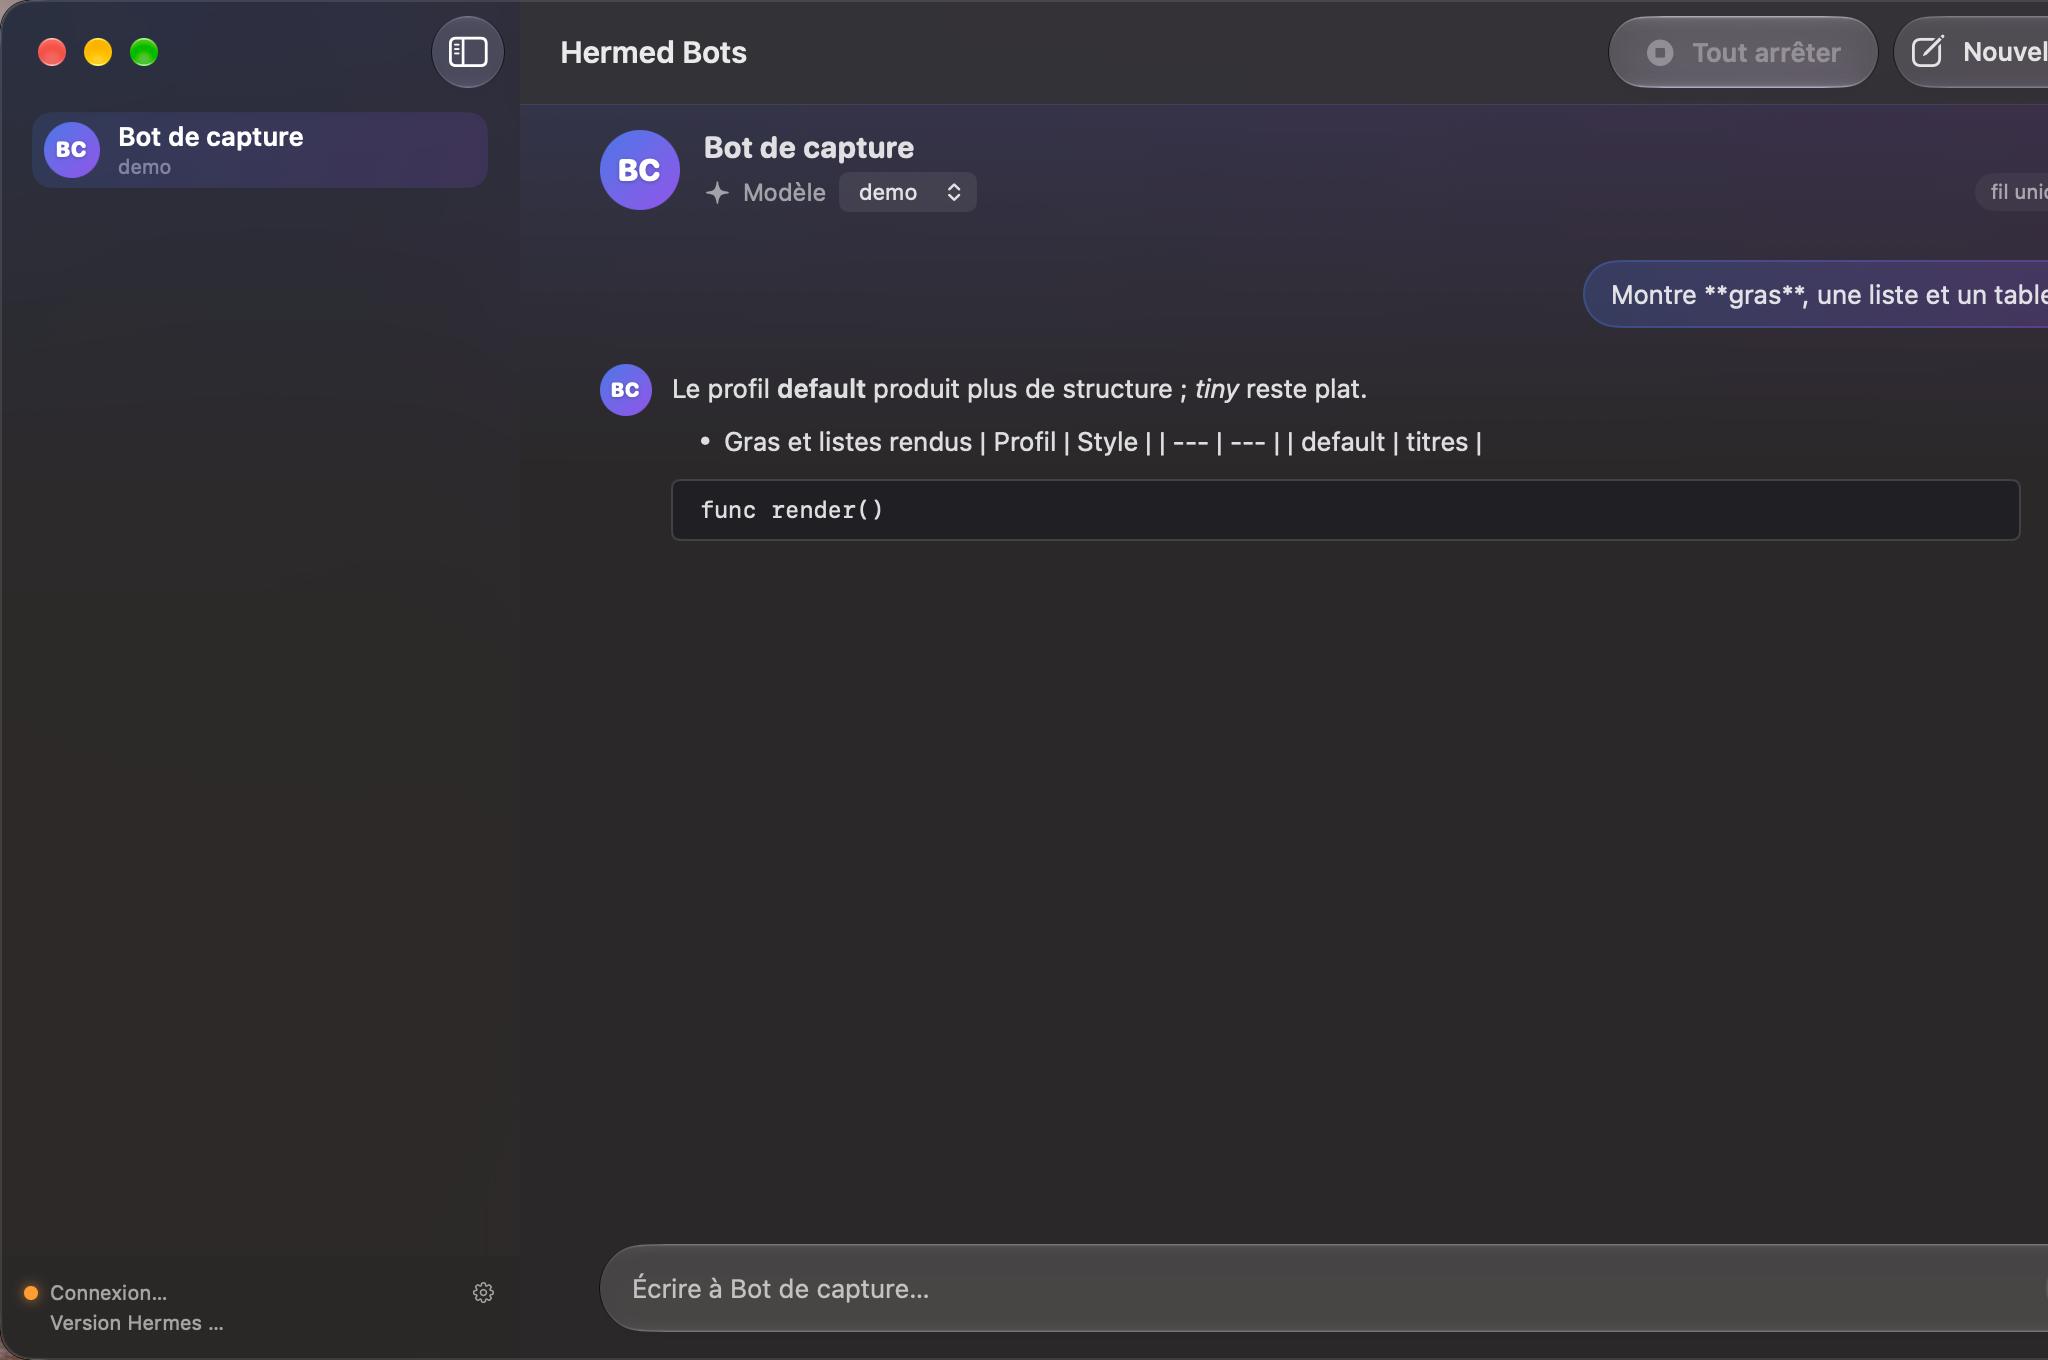 Hermed Bots
Tout arrêter
Nouvel
BC
Bot de capture
demo
BC
Bot de capture
Modèle
demo
fil uni
Montre **gras**, une liste et un table
BC
Le profil default produit plus de structure ; tiny reste plat.
• Gras et listes rendus | Profil | Style | | --- | --- | | default | titres |
func render()
Écrire à Bot de capture...
Connexion...
Version Hermes ...